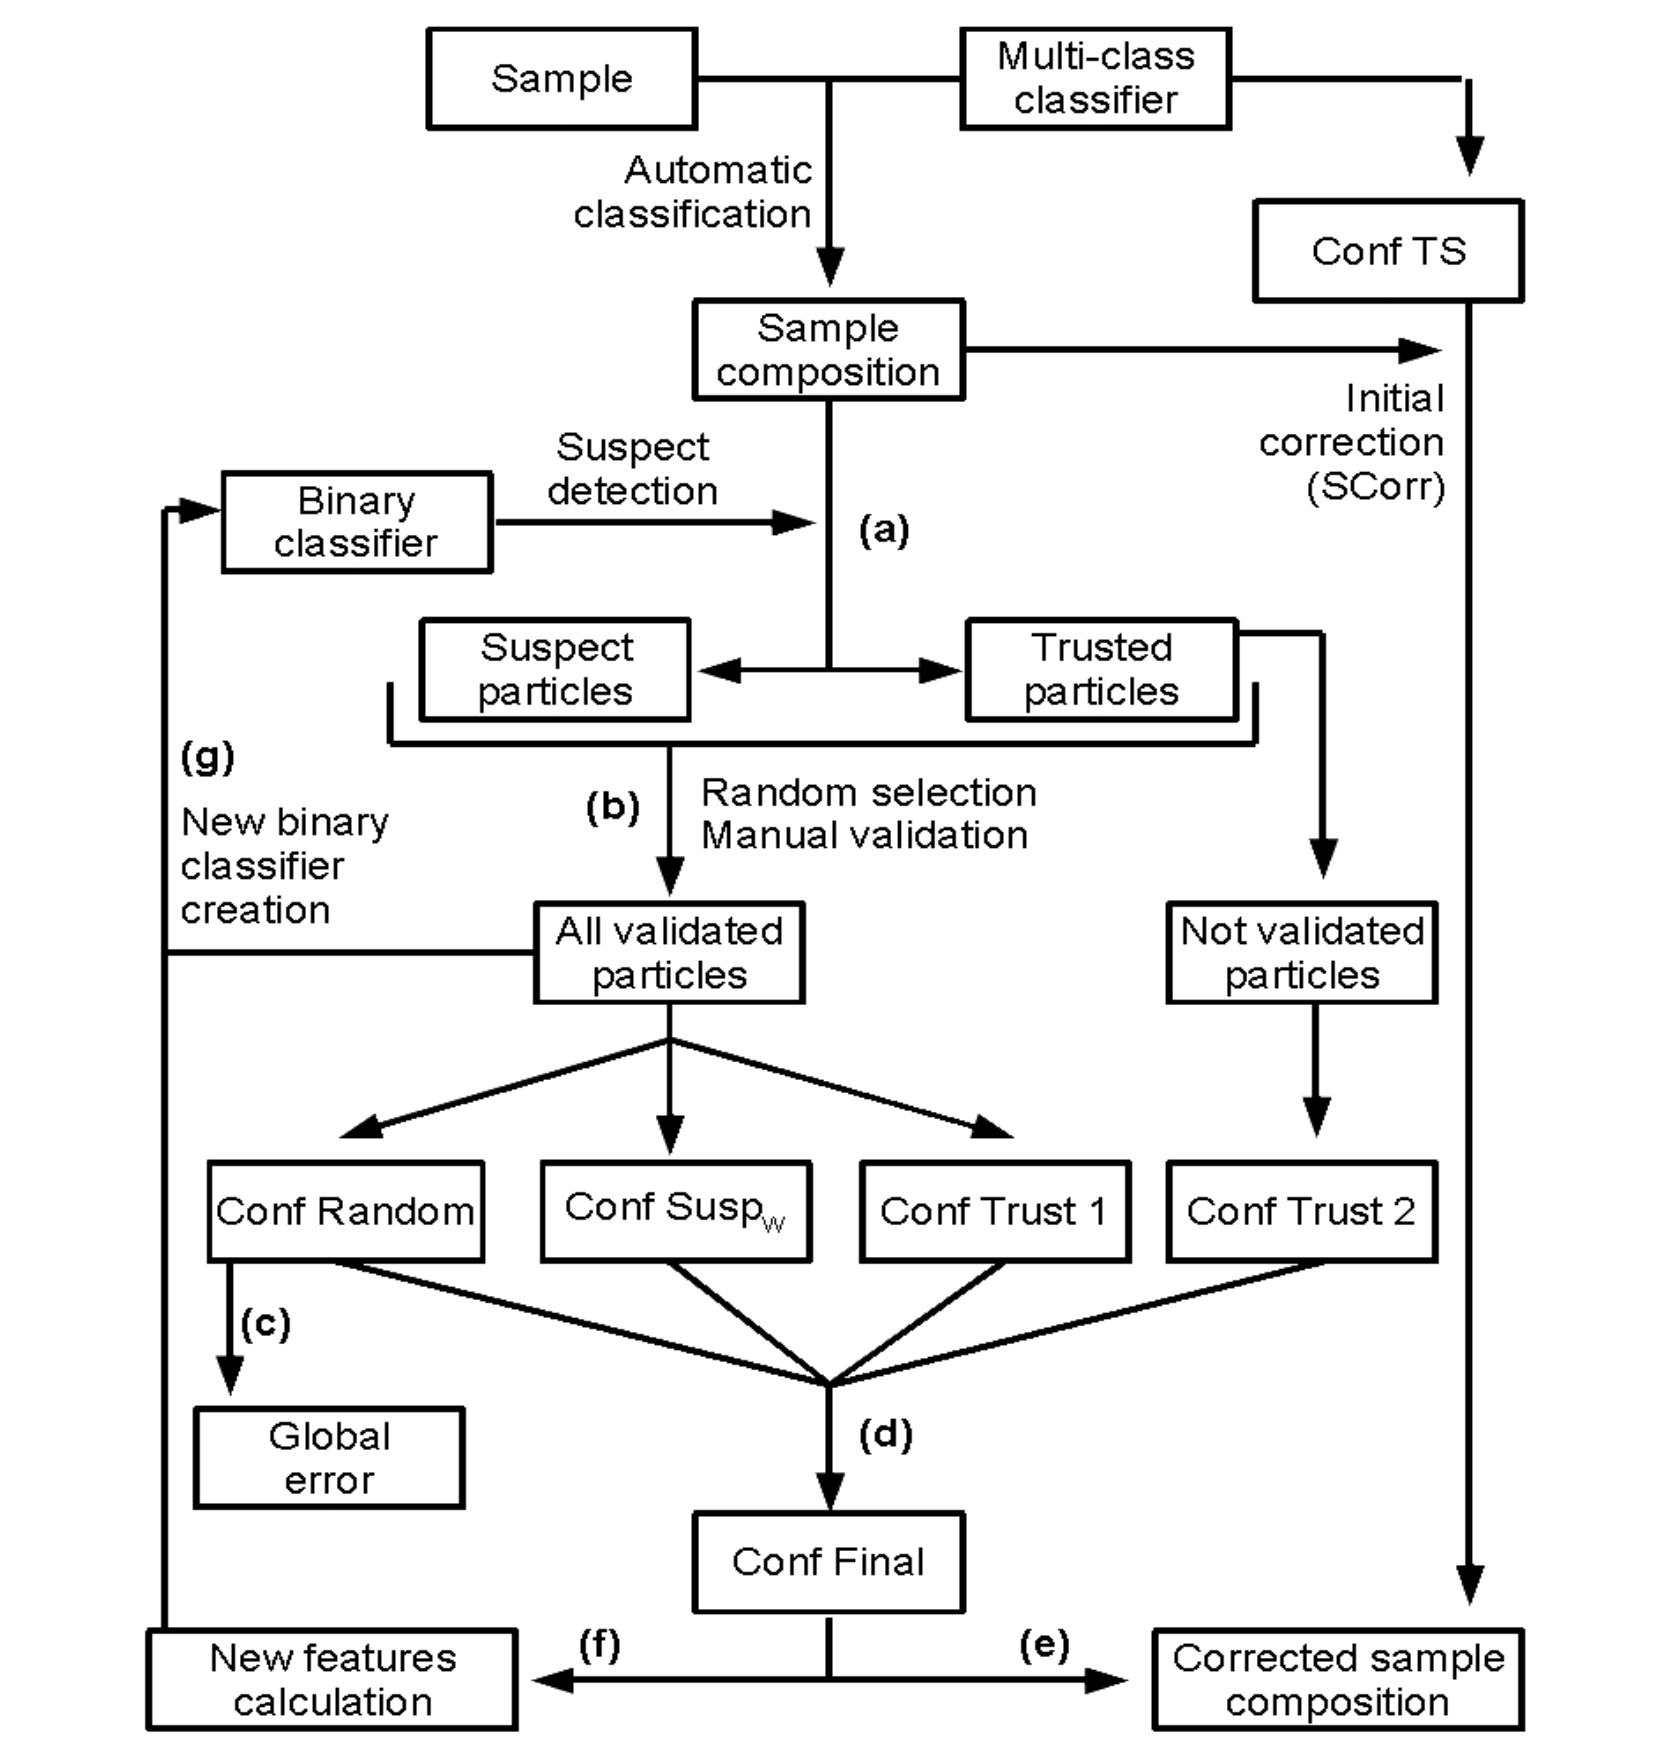 Sample
Multi-class
classifier
Automatic
classification
Conf TS
Sample
composition
Initial
correction
(SCorr)
Suspect
detection
Binary
classifier
(a)
Suspect
particles
Trusted
particles
(g)
New binary
classifier
creation
(b)
Random selection
Manual validation
All validated
particles
Not validated
particles
Conf Random
Conf Suspw
Conf Trust 1
Conf Trust 2
(c)
Global
error
(d)
Conf Final
(f)
(e)
New features
calculation
Corrected sample
composition